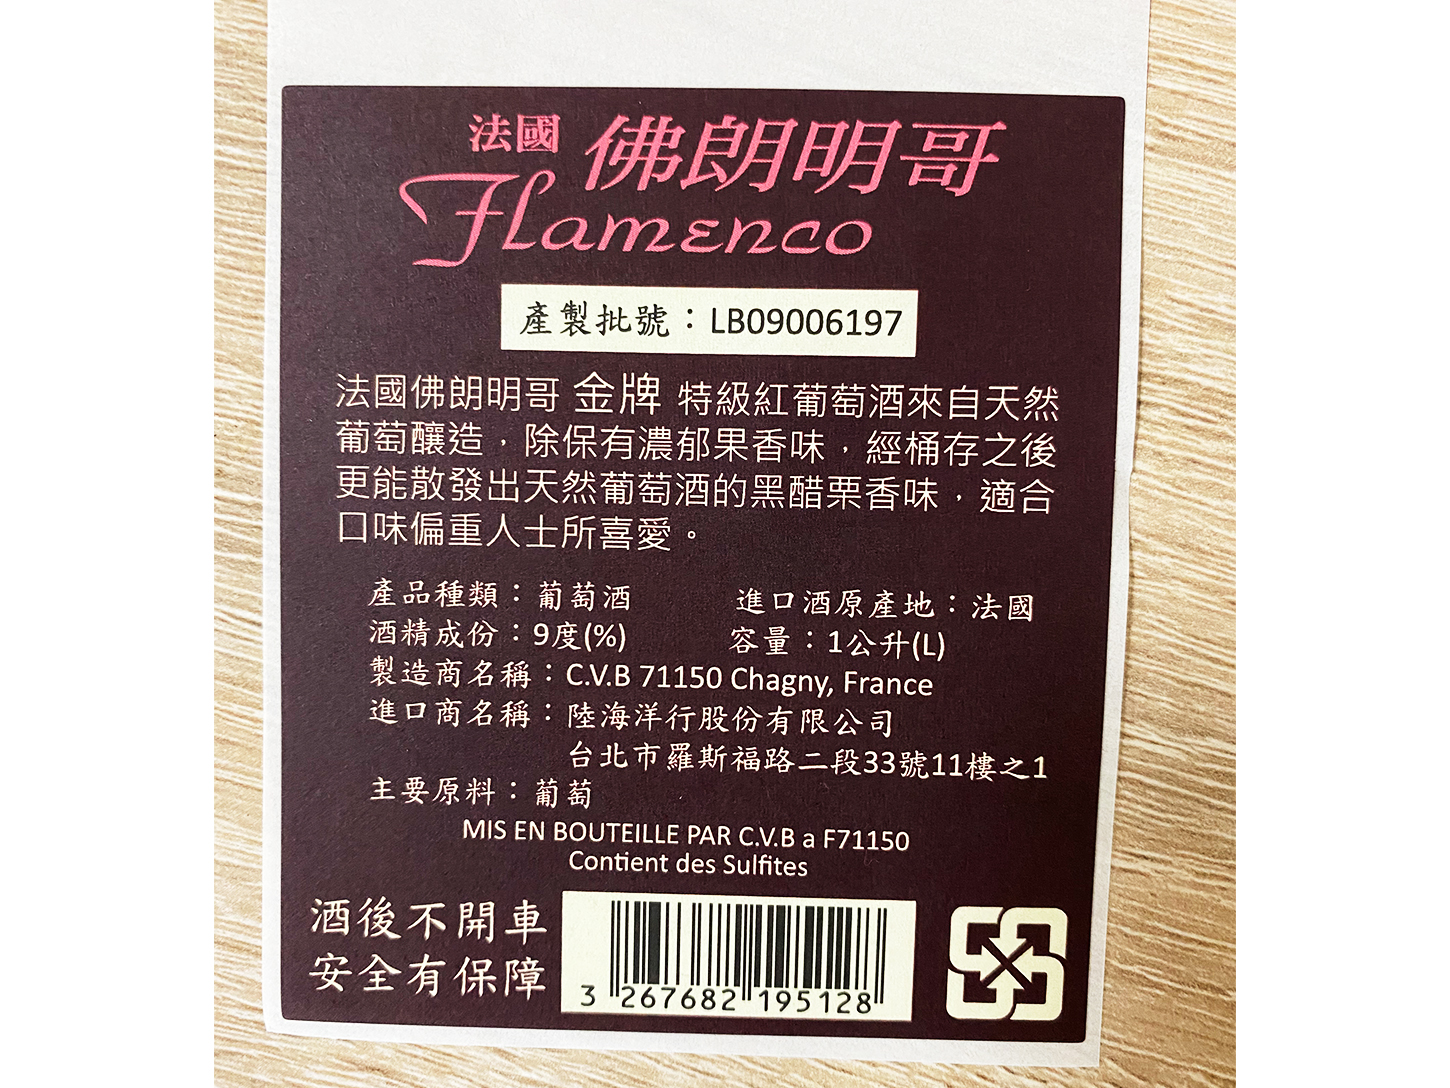 法國 佛朗明哥
Flamenco
產製批號：LB09006197
法國佛朗明哥 金牌 特級紅葡萄酒來自天然
葡萄釀造，除保有濃郁果香味，經桶存之後
更能散發出天然葡萄酒的黑醋栗香味，適合
口味偏重人士所喜愛。
產品種類：葡萄酒 進口酒原產地：法國
酒精成份：9度(%) 容量：1公升(L)
製造商名稱：C.V.B 71150 Chagny, France
進口商名稱：陸海洋行股份有限公司
台北市羅斯福路二段33號11樓之1
主要原料：葡萄
MIS EN BOUTEILLE PAR C.V.B a F71150
Contient des Sulfites
酒後不開車
安全有保障
3 267682 195128